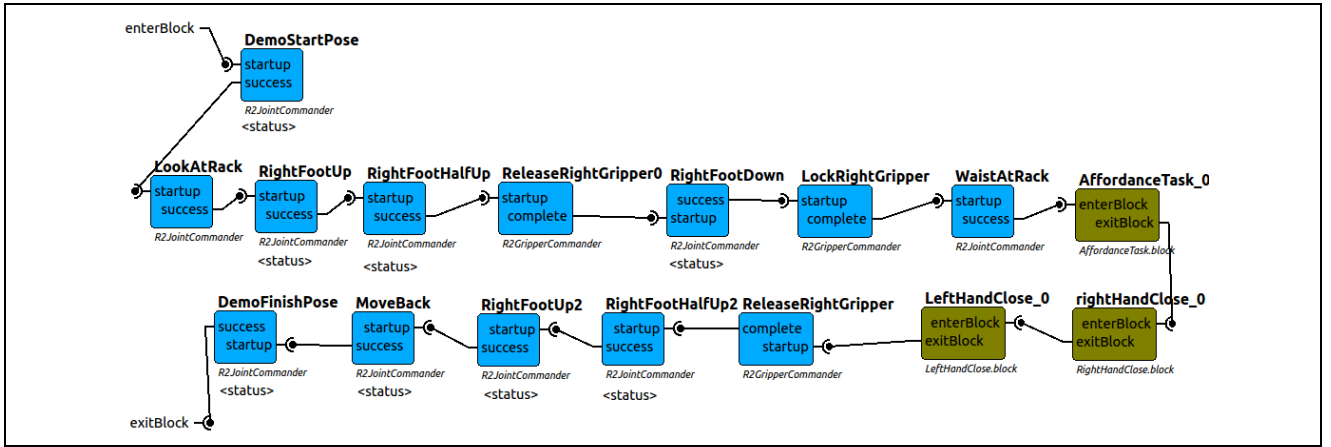 enterBlock
DemoStartPose
startup
success
R2JointCommander
<status>
LookAtRack
startup
success
R2JointCommander
RightFootUp
startup
success
R2JointCommander
<status>
RightFootHalfUp
startup
success
R2JointCommander
<status>
ReleaseRightGripper0
startup
complete
R2GripperCommander
RightFootDown
success
startup
R2JointCommander
<status>
LockRightGripper
startup
complete
R2GripperCommander
WaistAtRack
startup
success
R2JointCommander
AffordanceTask_0
enterBlock
exitBlock
AffordanceTask.block
DemoFinishPose
success
startup
R2JointCommander
<status>
MoveBack
startup
success
R2JointCommander
<status>
RightFootUp2
startup
success
R2JointCommander
<status>
RightFootHalfUp2
startup
success
R2JointCommander
<status>
ReleaseRightGripper
complete
startup
R2GripperCommander
LeftHandClose_0
enterBlock
exitBlock
LeftHandClose.block
rightHandClose_0
enterBlock
exitBlock
RightHandClose.block
exitBlock